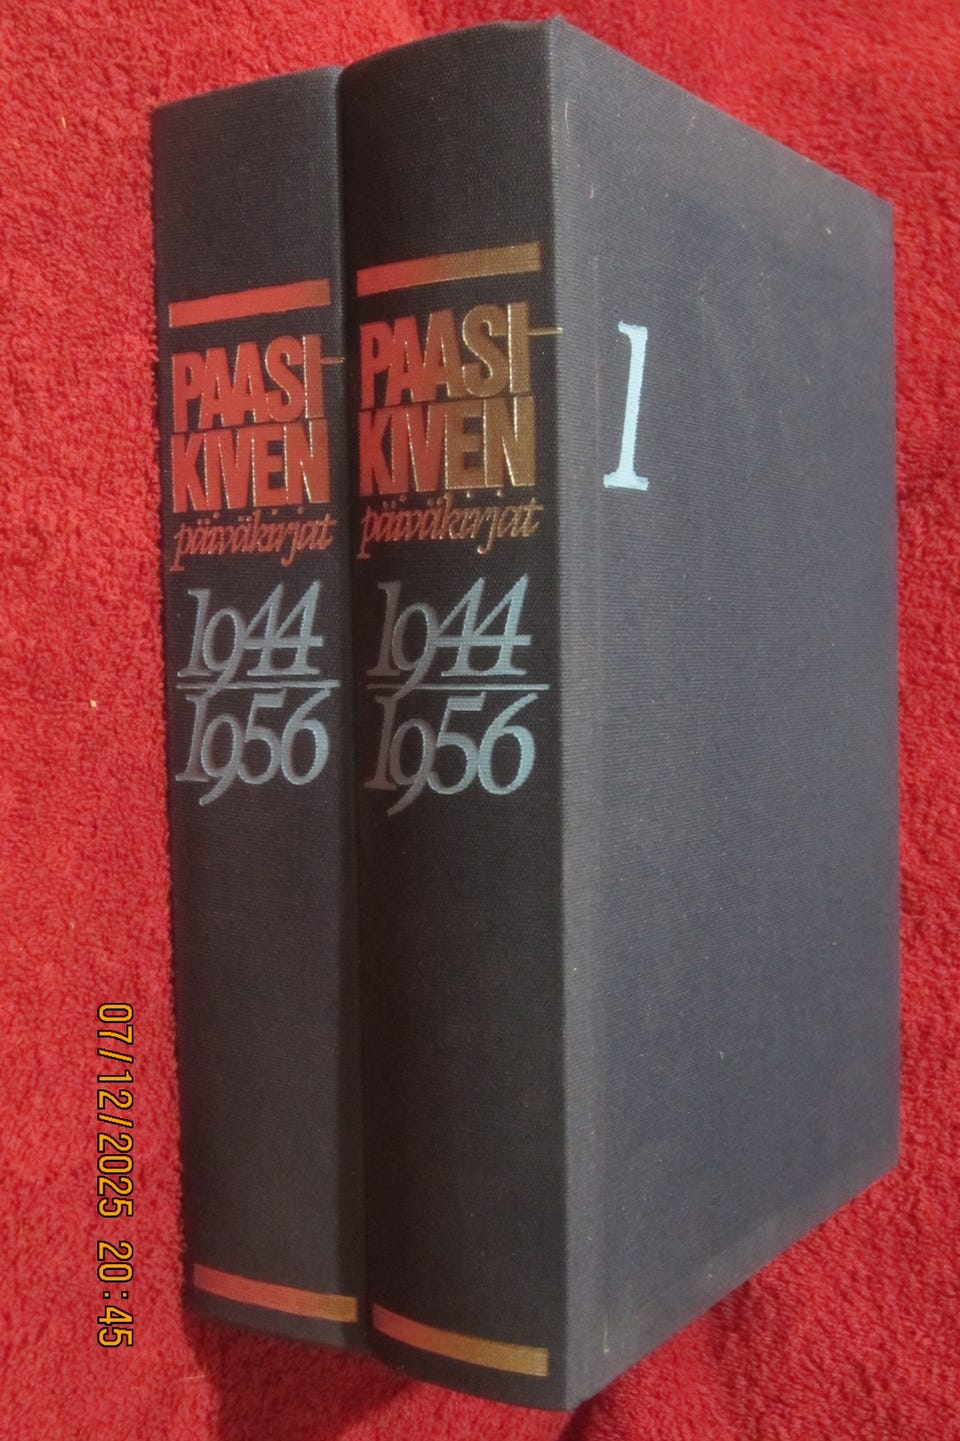 PAASI-
KIVEN
päiväkirjat
1944
1956
PAASI-
KIVEN
päiväkirjat
1944
1956
1
07/12/2025 20:45